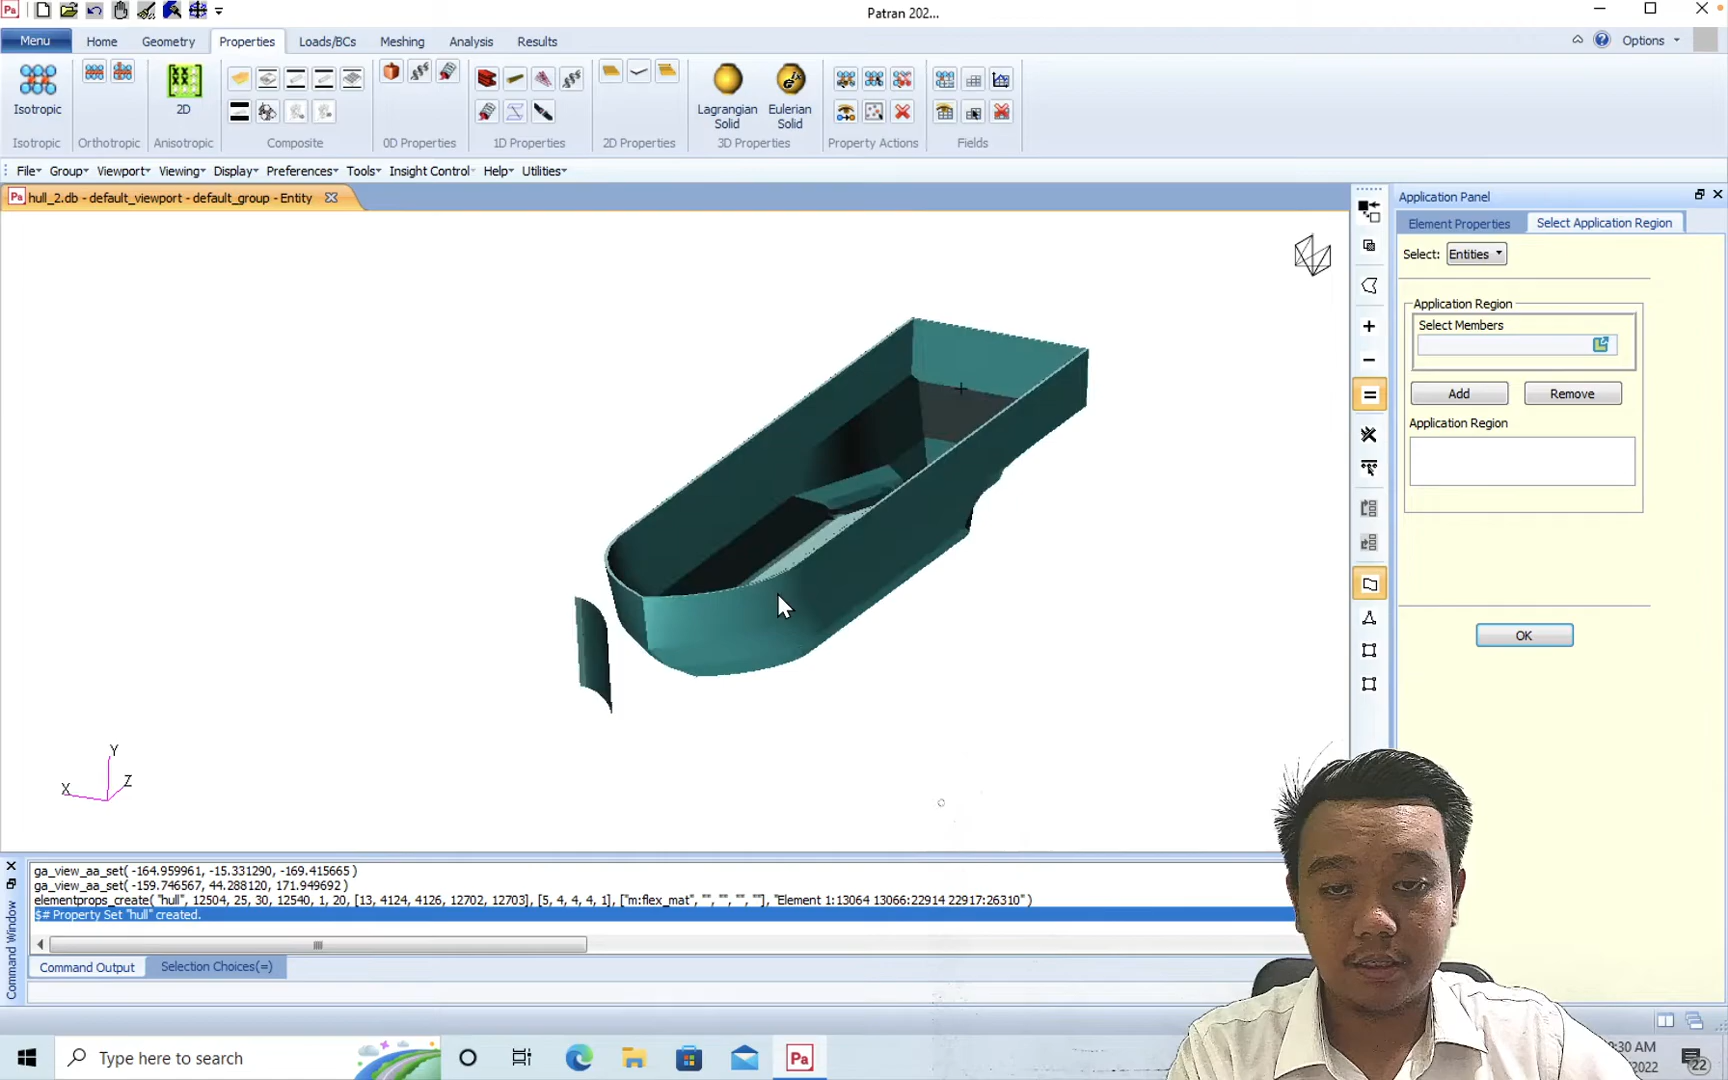 Patran 202...
Menu Home Geometry Properties Loads/BCs Meshing Analysis Results Options
Isotropic 2D Lagrangian Solid Eulerian Solid
Isotropic Orthotropic Anisotropic Composite 0D Properties 1D Properties 2D Properties 3D Properties Property Actions Fields
File Group Viewport Viewing Display Preferences Tools Insight Control Help Utilities
Pa hull_2.db - default_viewport - default_group - Entity
Application Panel
Element Properties Select Application Region
Select: Entities
Application Region
Select Members
Add Remove
Application Region
OK
Y
X Z
Command Window
ga_view_aa_set( -164.959961, -15.331290, -169.415665 )
ga_view_aa_set( -159.746567, 44.288120, 171.949692 )
elementprops_create( "hull", 12504, 25, 30, 12540, 1, 20, [13, 4124, 4126, 12702, 12703], [5, 4, 4, 4, 1], ["m:flex_mat", "", "", "", ""], "Element 1:13064 13066:22914 22917:26310" )
$# Property Set "hull" created.
Command Output Selection Choices(=)
Type here to search
Pa
:30 AM
2022
22